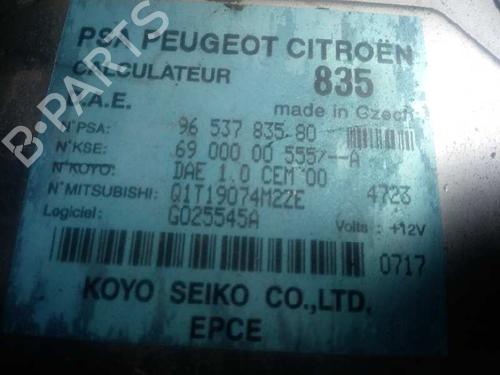 PSA PEUGEOT CITROËN
CALCULATEUR 835
.A.E. made in Czech
N°PSA: 96 537 835 80
N°KSE: 69 000 00 555/--A
N°KOYO: DAE 1.0 CEM 00
N°MITSUBISHI: Q1T19074M22E 4723
Logiciel: G025545A Volts : +12V
H 0717
KOYO SEIKO CO.,LTD.
EPCE
B-PARTS